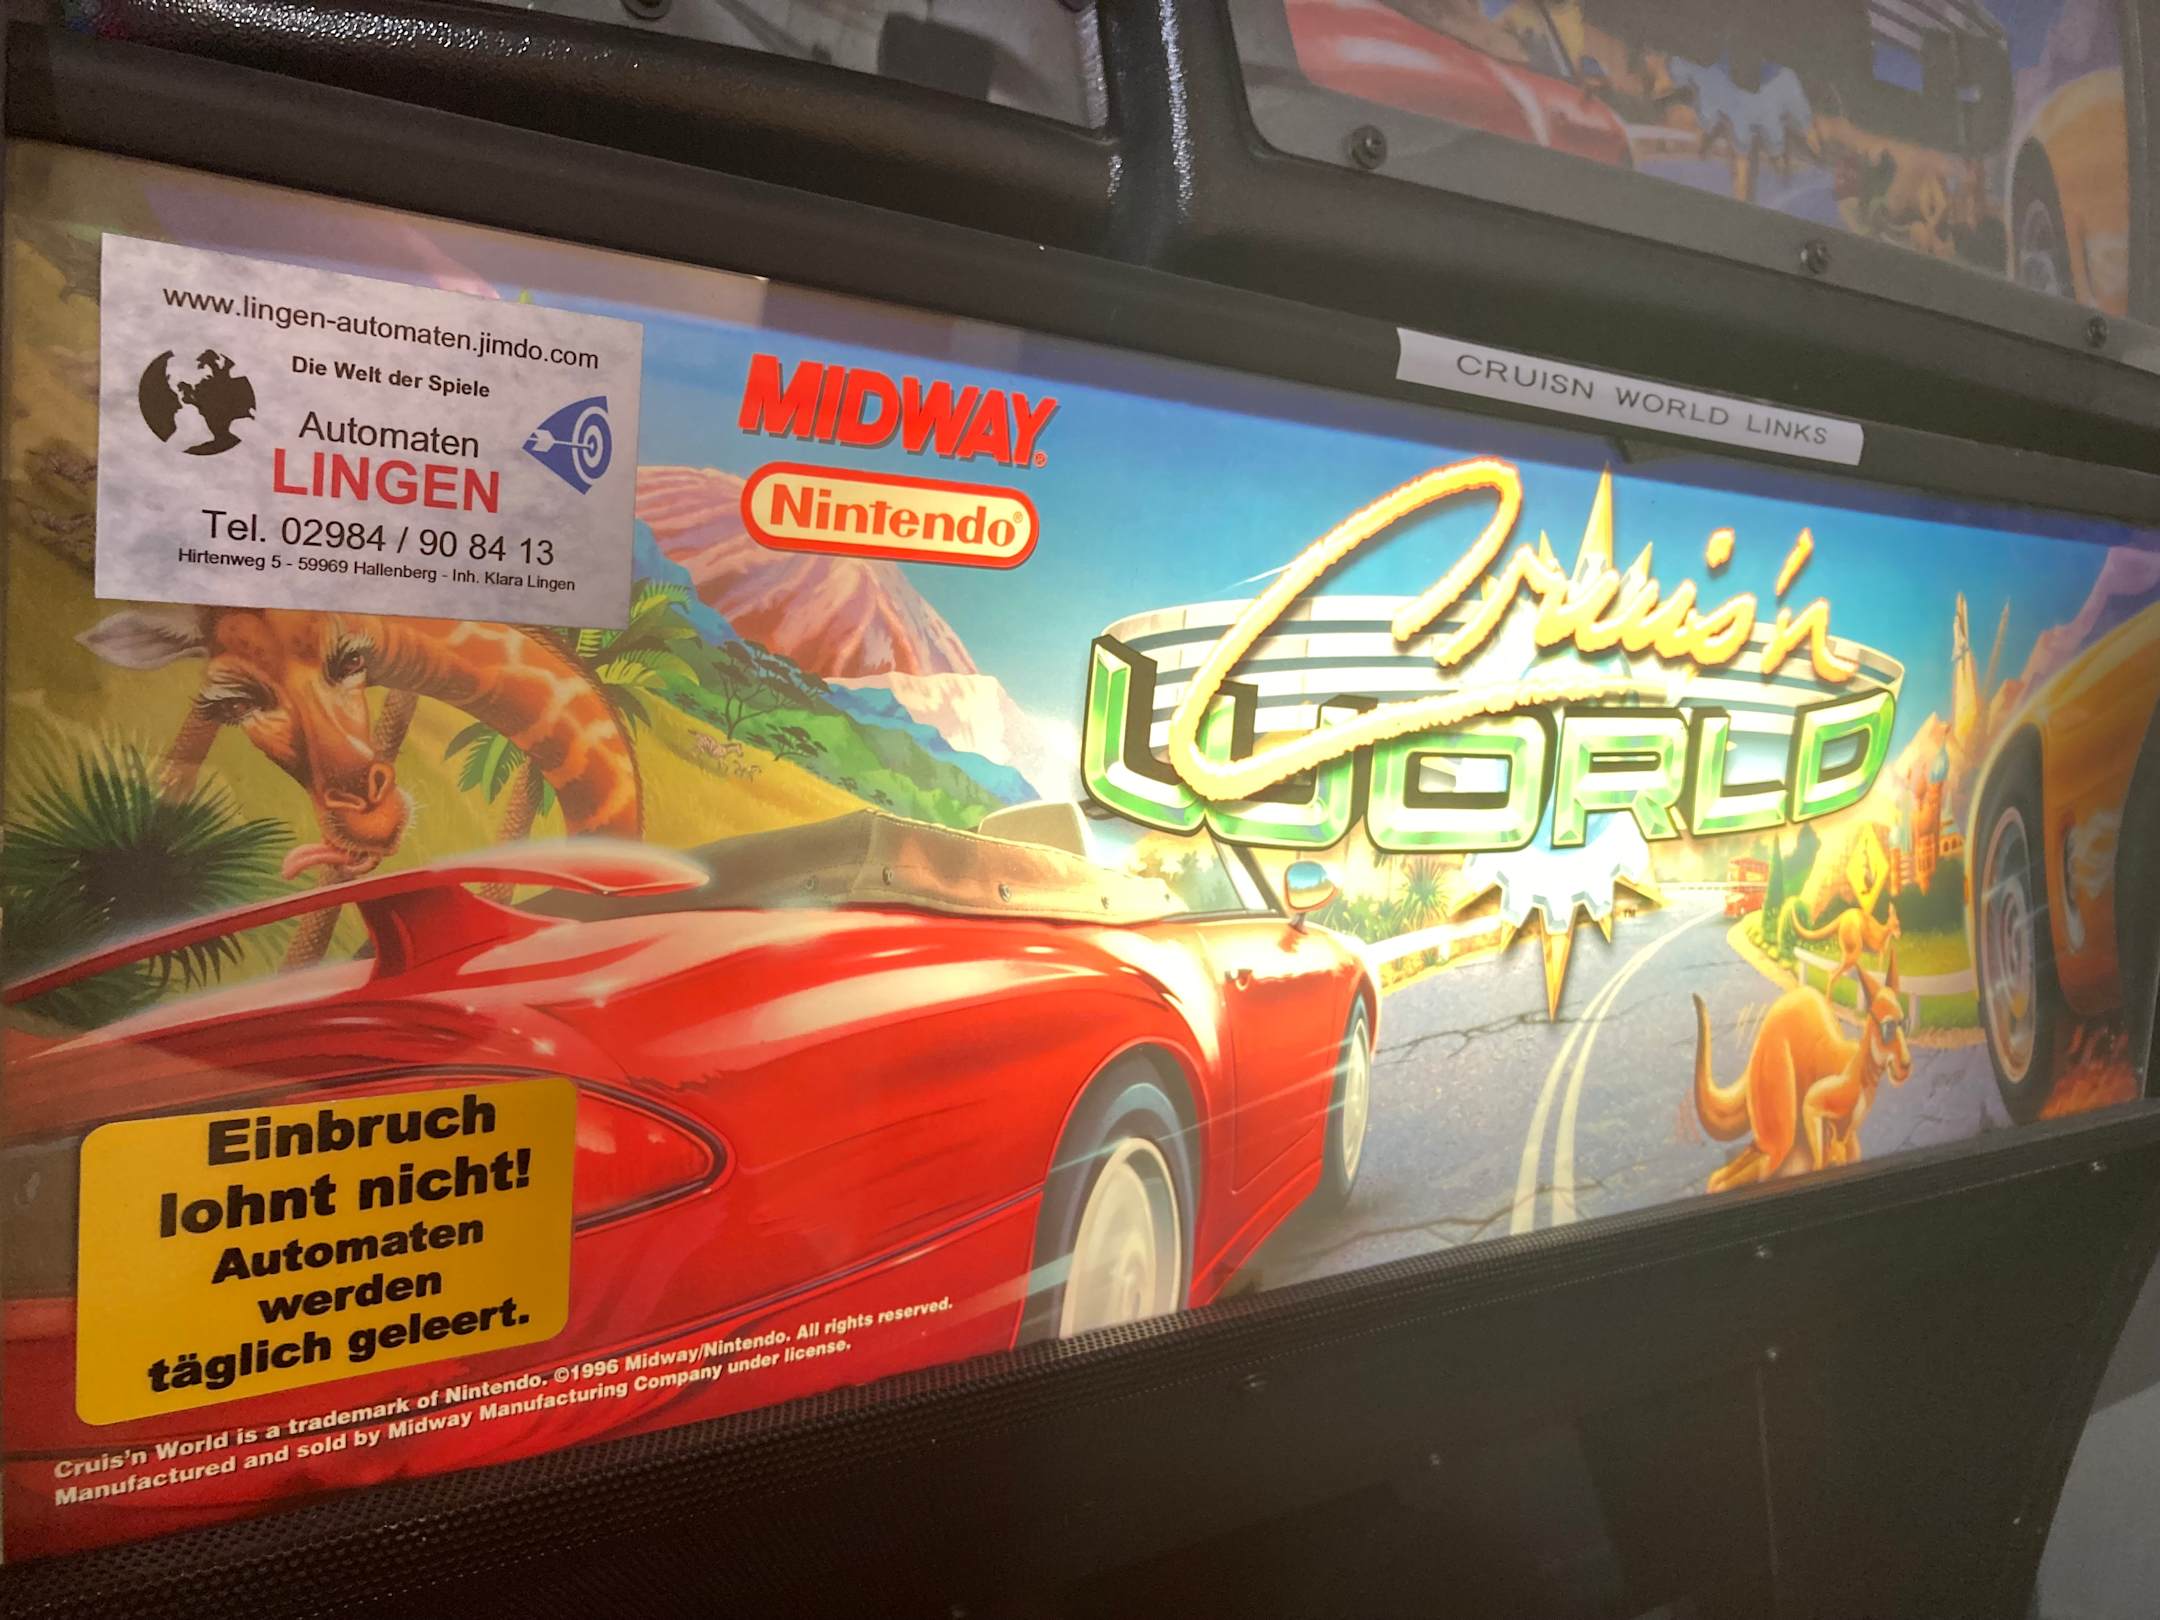 www.lingen-automaten.jimdo.com
Die Welt der Spiele
Automaten
LINGEN
Tel. 02984 / 90 84 13
Hirtenweg 5 - 59969 Hallenberg - Inh. Klara Lingen
MIDWAY®
Nintendo®
CRUISN WORLD LINKS
Cruis'n
WORLD™
Einbruch
lohnt nicht!
Automaten
werden
täglich geleert.
Cruis'n World is a trademark of Nintendo. ©1996 Midway/Nintendo. All rights reserved.
Manufactured and sold by Midway Manufacturing Company under license.